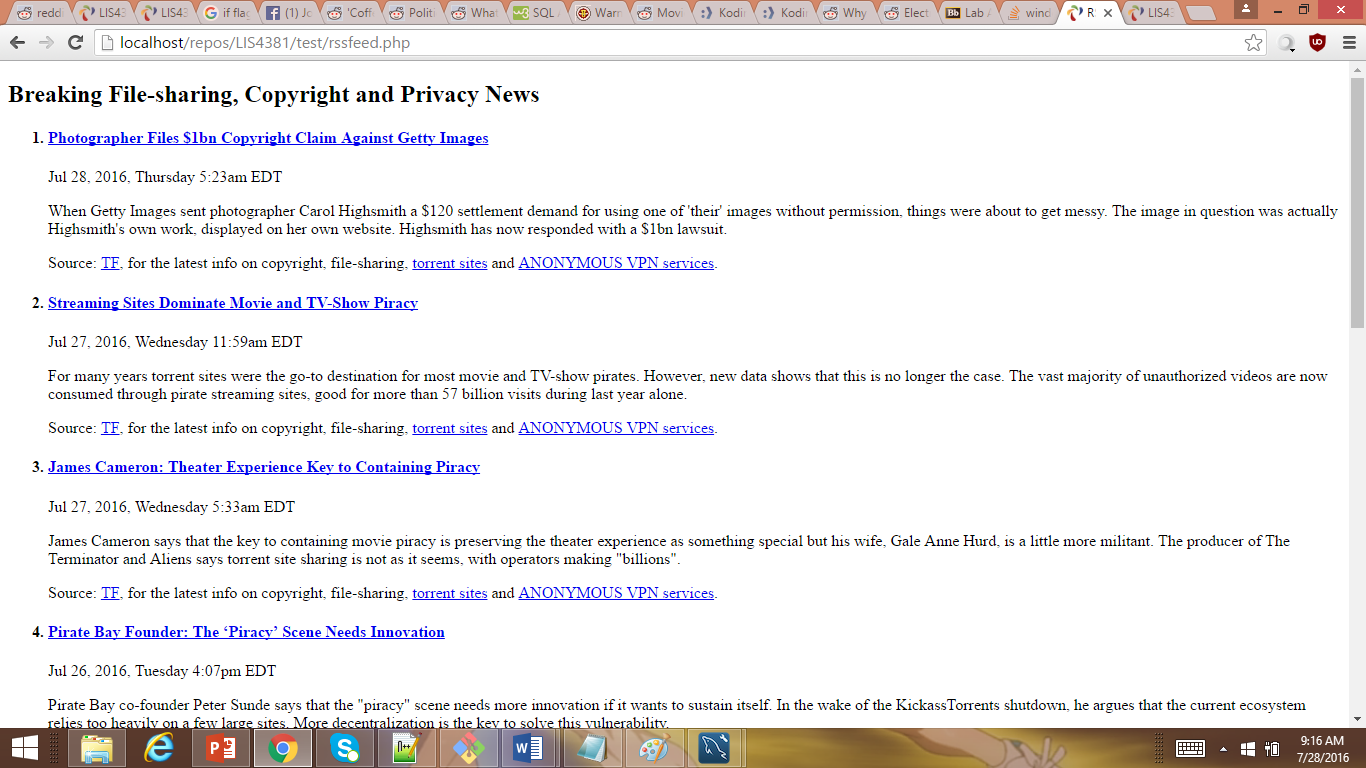 reddi
LIS43
LIS43
if flag
(1) Jo
'Coff
Politi
What
SQL
Warn
Movi
Kodin
Kodin
Why
Elect
Lab A
wind
RS
LIS43
localhost/repos/LIS4381/test/rssfeed.php
Breaking File-sharing, Copyright and Privacy News
1. Photographer Files $1bn Copyright Claim Against Getty Images
Jul 28, 2016, Thursday 5:23am EDT
When Getty Images sent photographer Carol Highsmith a $120 settlement demand for using one of 'their' images without permission, things were about to get messy. The image in question was actually
Highsmith's own work, displayed on her own website. Highsmith has now responded with a $1bn lawsuit.
Source: TF, for the latest info on copyright, file-sharing, torrent sites and ANONYMOUS VPN services.
2. Streaming Sites Dominate Movie and TV-Show Piracy
Jul 27, 2016, Wednesday 11:59am EDT
For many years torrent sites were the go-to destination for most movie and TV-show pirates. However, new data shows that this is no longer the case. The vast majority of unauthorized videos are now
consumed through pirate streaming sites, good for more than 57 billion visits during last year alone.
Source: TF, for the latest info on copyright, file-sharing, torrent sites and ANONYMOUS VPN services.
3. James Cameron: Theater Experience Key to Containing Piracy
Jul 27, 2016, Wednesday 5:33am EDT
James Cameron says that the key to containing movie piracy is preserving the theater experience as something special but his wife, Gale Anne Hurd, is a little more militant. The producer of The
Terminator and Aliens says torrent site sharing is not as it seems, with operators making "billions".
Source: TF, for the latest info on copyright, file-sharing, torrent sites and ANONYMOUS VPN services.
4. Pirate Bay Founder: The ‘Piracy’ Scene Needs Innovation
Jul 26, 2016, Tuesday 4:07pm EDT
Pirate Bay co-founder Peter Sunde says that the "piracy" scene needs more innovation if it wants to sustain itself. In the wake of the KickassTorrents shutdown, he argues that the current ecosystem
relies too heavily on a few large sites. More decentralization is the key to solve this vulnerability.
9:16 AM
7/28/2016